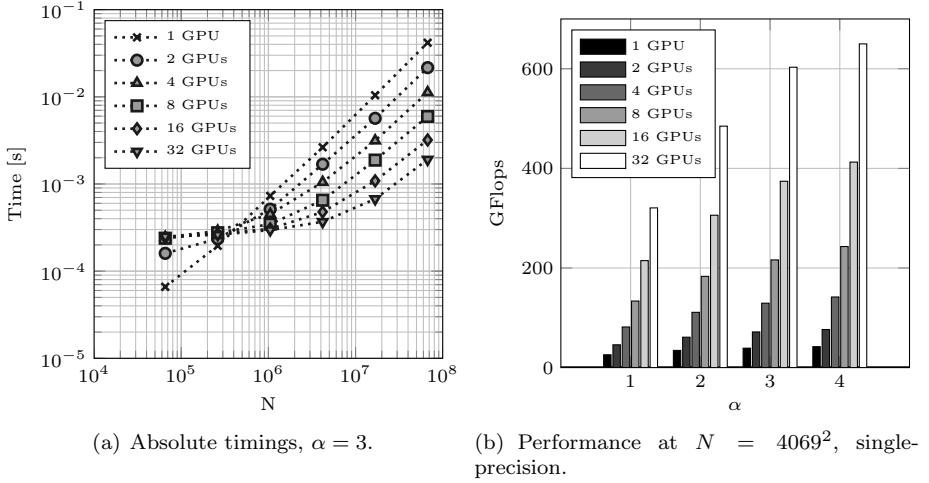 10^{-1}
10^{-2}
10^{-3}
10^{-4}
10^{-5}
Time [s]
1 GPU
2 GPUs
4 GPUs
8 GPUs
16 GPUs
32 GPUs
10^{4} 10^{5} 10^{6} 10^{7} 10^{8}
N
(a) Absolute timings, α = 3.
600
400
200
0
GFlops
1 GPU
2 GPUs
4 GPUs
8 GPUs
16 GPUs
32 GPUs
1 2 3 4
α
(b) Performance at N = 4069², single-
precision.